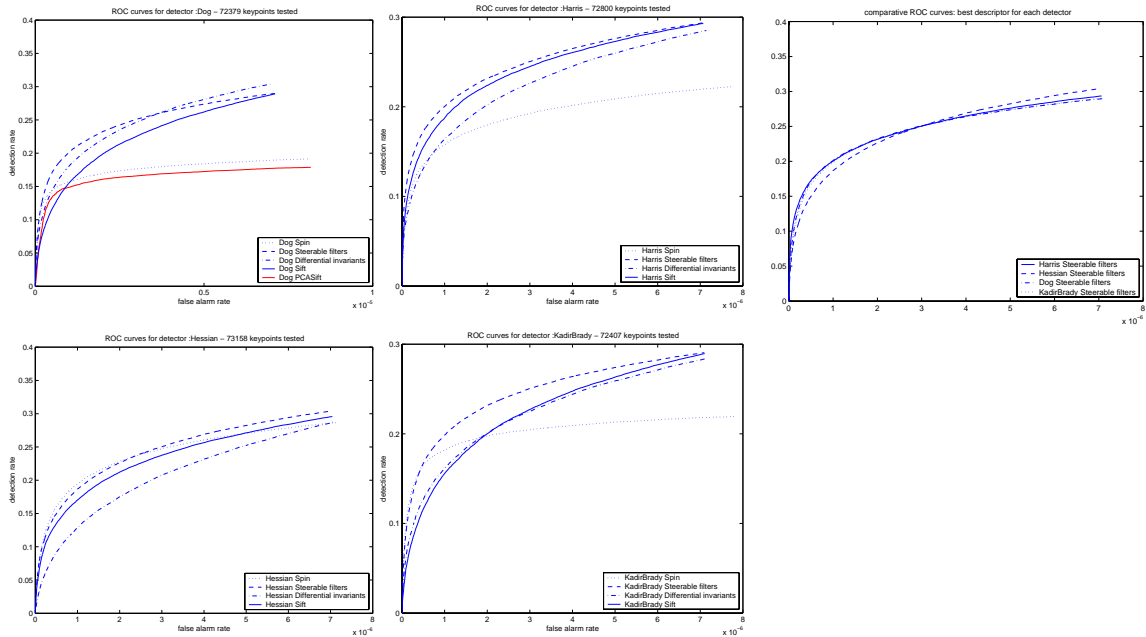 ROC curves for detector :Dog – 72379 keypoints tested
0.4
0.35
0.3
0.25
0.2
0.15
0.1
0.05
0
detection rate
0 0.5 1
false alarm rate
x 10⁻⁵
Dog Spin
Dog Steerable filters
Dog Differential invariants
Dog Sift
Dog PCASift
ROC curves for detector :Harris – 72800 keypoints tested
0.3
0.2
0.1
0
detection rate
0 1 2 3 4 5 6 7 8
false alarm rate
x 10⁻⁶
Harris Spin
Harris Steerable filters
Harris Differential invariants
Harris Sift
comparative ROC curves: best descriptor for each detector
0.4
0.35
0.3
0.25
0.2
0.15
0.1
0.05
0
detection rate
0 1 2 3 4 5 6 7 8
false alarm rate
x 10⁻⁶
Harris Steerable filters
Hessian Steerable filters
Dog Steerable filters
KadirBrady Steerable filters
ROC curves for detector :Hessian – 73158 keypoints tested
0.4
0.35
0.3
0.25
0.2
0.15
0.1
0.05
0
detection rate
0 1 2 3 4 5 6 7 8
false alarm rate
x 10⁻⁶
Hessian Spin
Hessian Steerable filters
Hessian Differential invariants
Hessian Sift
ROC curves for detector :KadirBrady – 72407 keypoints tested
0.3
0.2
0.1
0
detection rate
0 1 2 3 4 5 6 7 8
false alarm rate
x 10⁻⁶
KadirBrady Spin
KadirBrady Steerable filters
KadirBrady Differential invariants
KadirBrady Sift